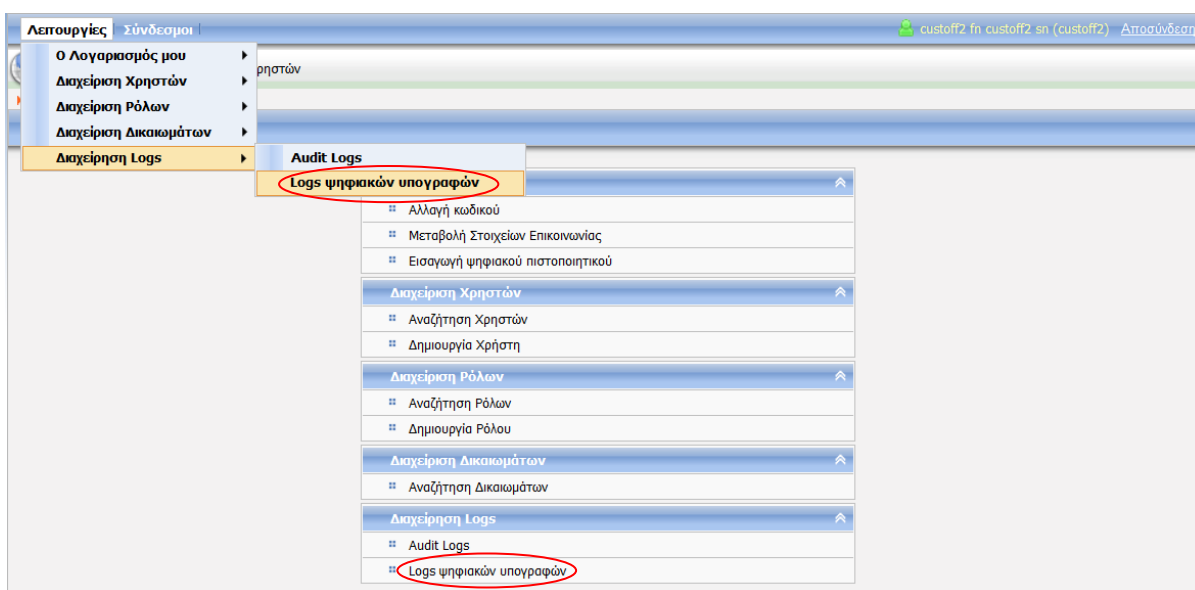 Λειτουργίες Σύνδεσμοι custoff2 fn custoff2 sn (custoff2) Αποσύνδεση
Ο Λογαριασμός μου
ρηστών
Διαχείριση Χρηστών
Διαχείριση Ρόλων
Διαχείριση Δικαιωμάτων
Διαχείρηση Logs
Audit Logs
Logs ψηφιακών υπογραφών
Αλλαγή κωδικού
Μεταβολή Στοιχείων Επικοινωνίας
Εισαγωγή ψηφιακού πιστοποιητικού
Διαχείριση Χρηστών
Αναζήτηση Χρηστών
Δημιουργία Χρήστη
Διαχείριση Ρόλων
Αναζήτηση Ρόλων
Δημιουργία Ρόλου
Διαχείριση Δικαιωμάτων
Αναζήτηση Δικαιωμάτων
Διαχείρηση Logs
Audit Logs
Logs ψηφιακών υπογραφών